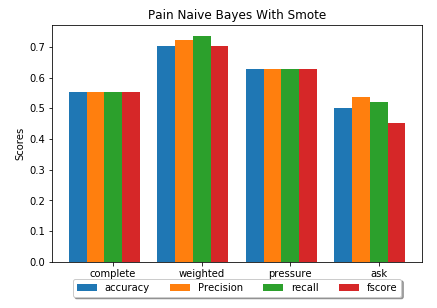 Pain Naive Bayes With Smote
Scores
0.7
0.6
0.5
0.4
0.3
0.2
0.1
0.0
complete weighted pressure ask
accuracy Precision recall fscore